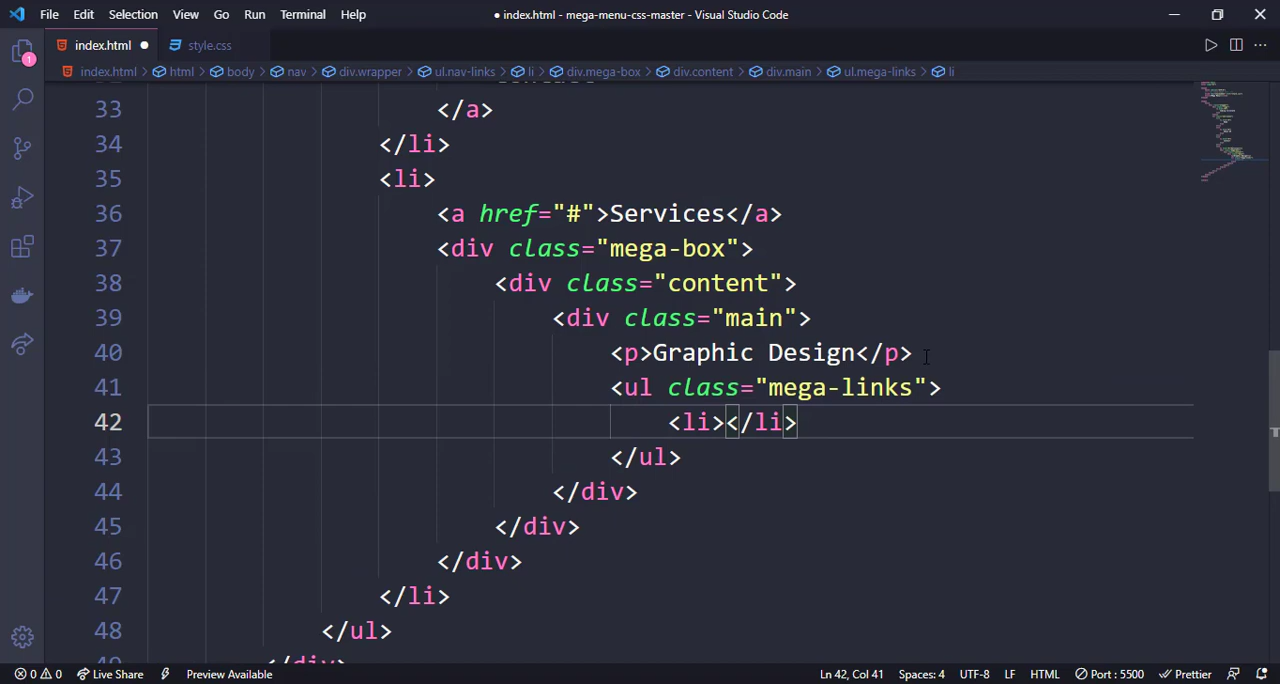 File Edit Selection View Go Run Terminal Help
● index.html - mega-menu-css-master - Visual Studio Code
index.html ● style.css
index.html > html > body > nav > div.wrapper > ul.nav-links > li > div.mega-box > div.content > div.main > ul.mega-links > li
1
33 </a>
34 </li>
35 <li>
36 <a href="#">Services</a>
37 <div class="mega-box">
38 <div class="content">
39 <div class="main">
40 <p>Graphic Design</p>
41 <ul class="mega-links">
42 <li></li>
43 </ul>
44 </div>
45 </div>
46 </div>
47 </li>
48 </ul>
49 </div>
0 0 Live Share Preview Available Ln 42, Col 41 Spaces: 4 UTF-8 LF HTML Port : 5500 Prettier